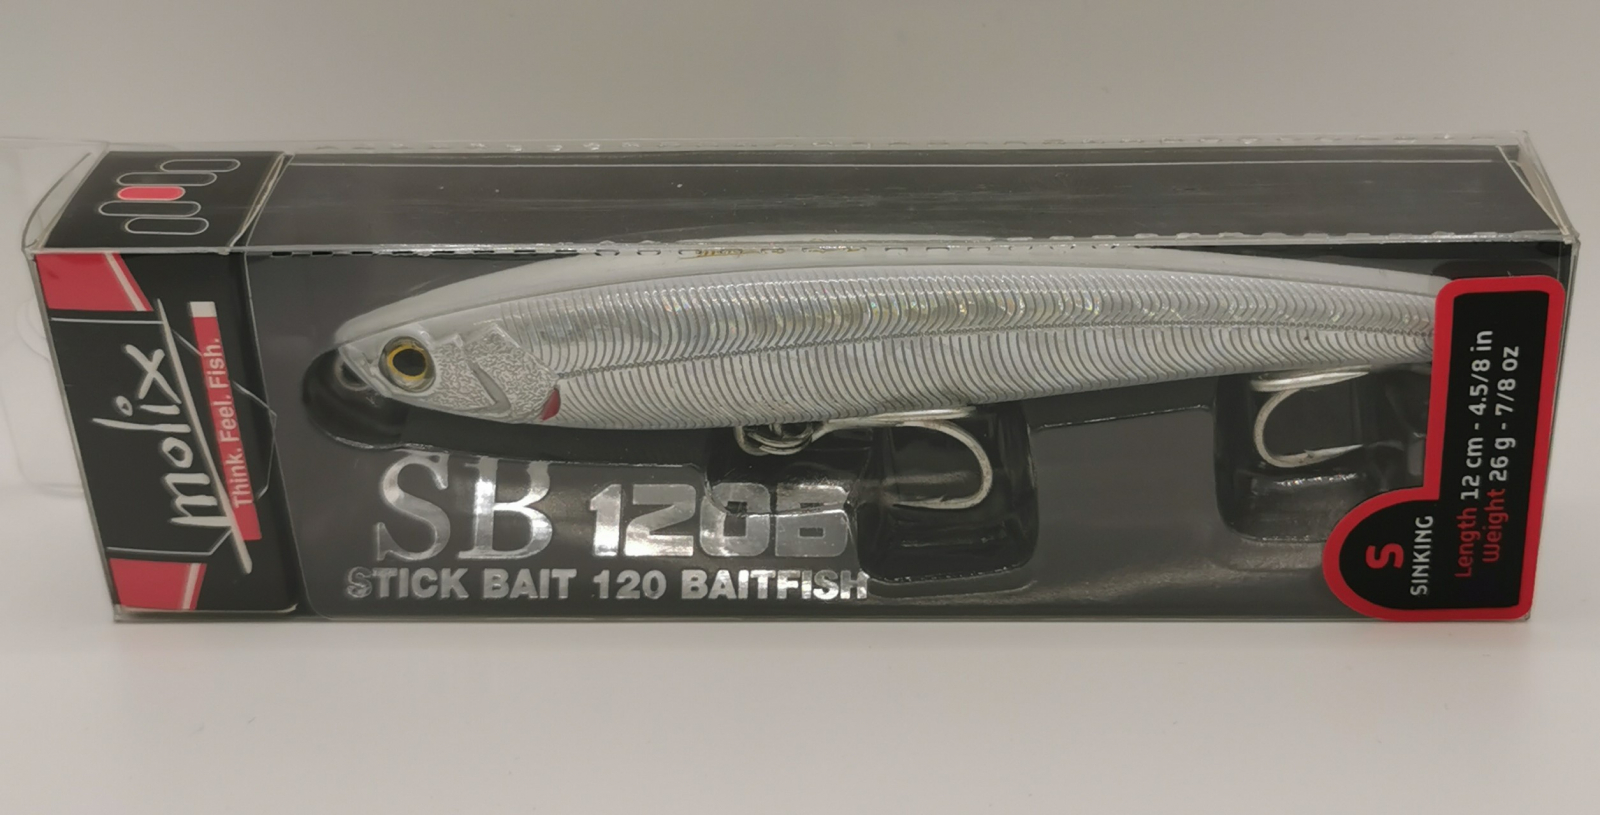 molix
Think. Feel. Fish.
SB 120B
STICK BAIT 120 BAITFISH
S
SINKING
Length 12 cm - 4.5/8 in
Weight 26 g - 7/8 oz